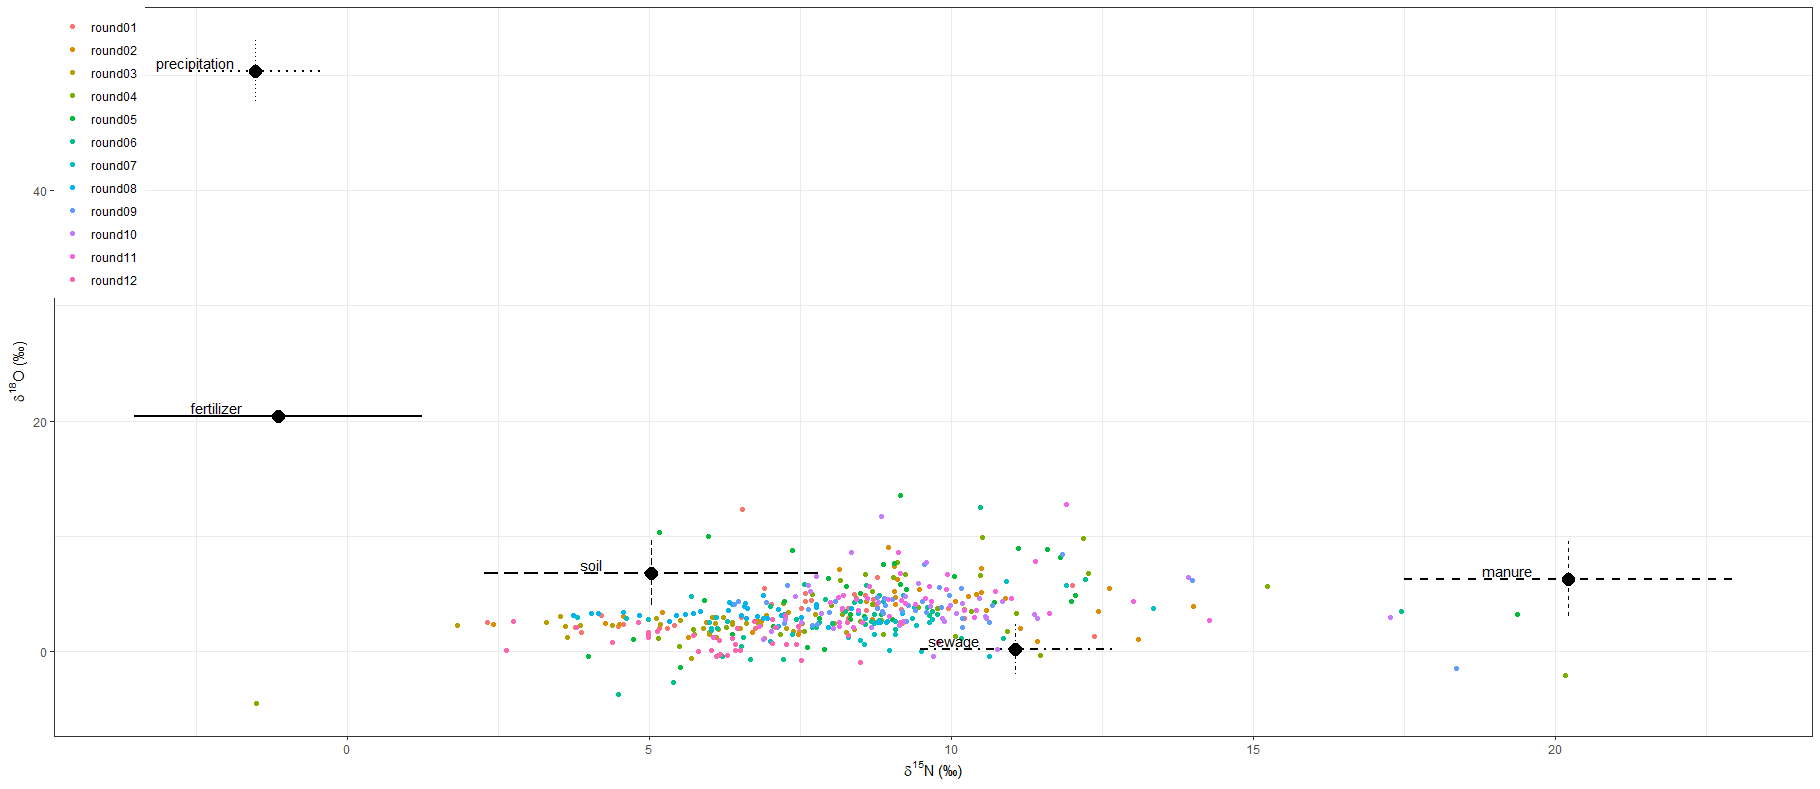 round01
round02
round03
round04
round05
round06
round07
round08
round09
round10
round11
round12
precipitation
fertilizer
soil
sewage
manure
40
20
0
δ18O (‰)
0
5
10
15
20
δ15N (‰)